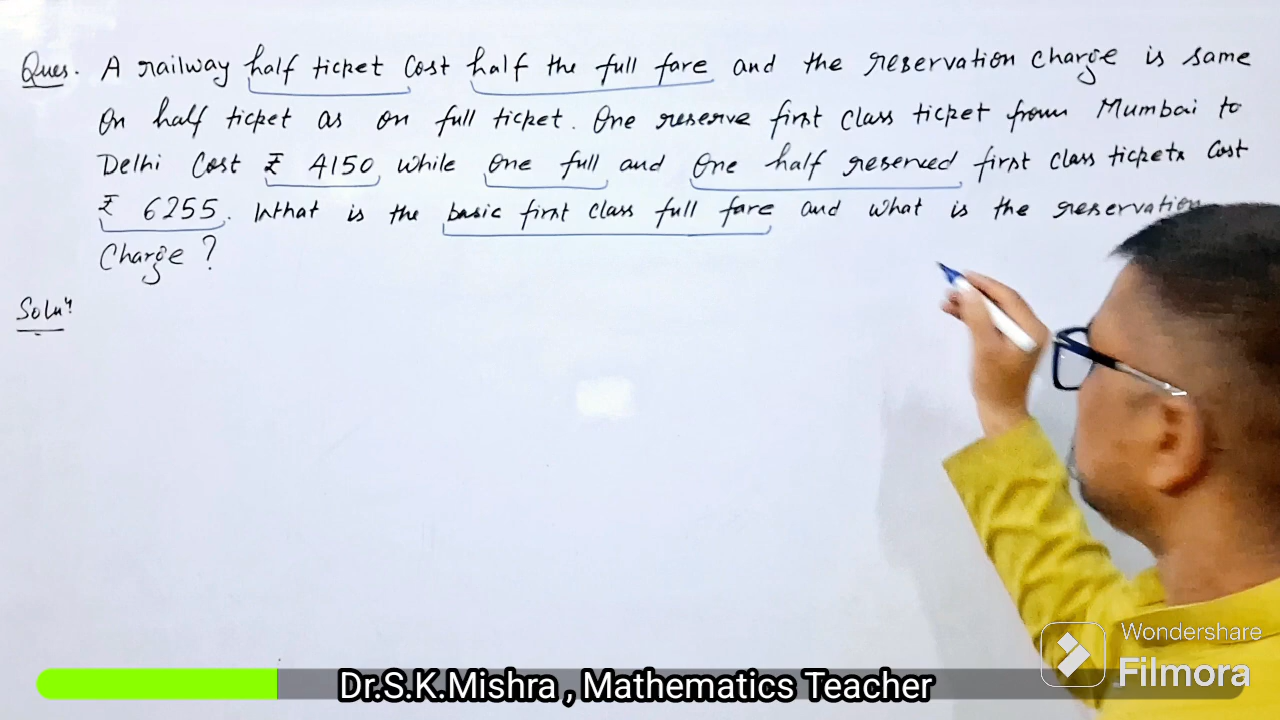 Ques. A railway half ticket Cost half the full fare and the reservation charge is same
On half ticket as on full ticket. One reserve first class ticket from Mumbai to
Delhi Cost ₹ 4150 while One full and One half reserved first class tickets Cost
₹ 6255. What is the basic first class full fare and what is the reservation
Charge ?
Soluⁿ
Wondershare
Filmora
Dr.S.K.Mishra , Mathematics Teacher